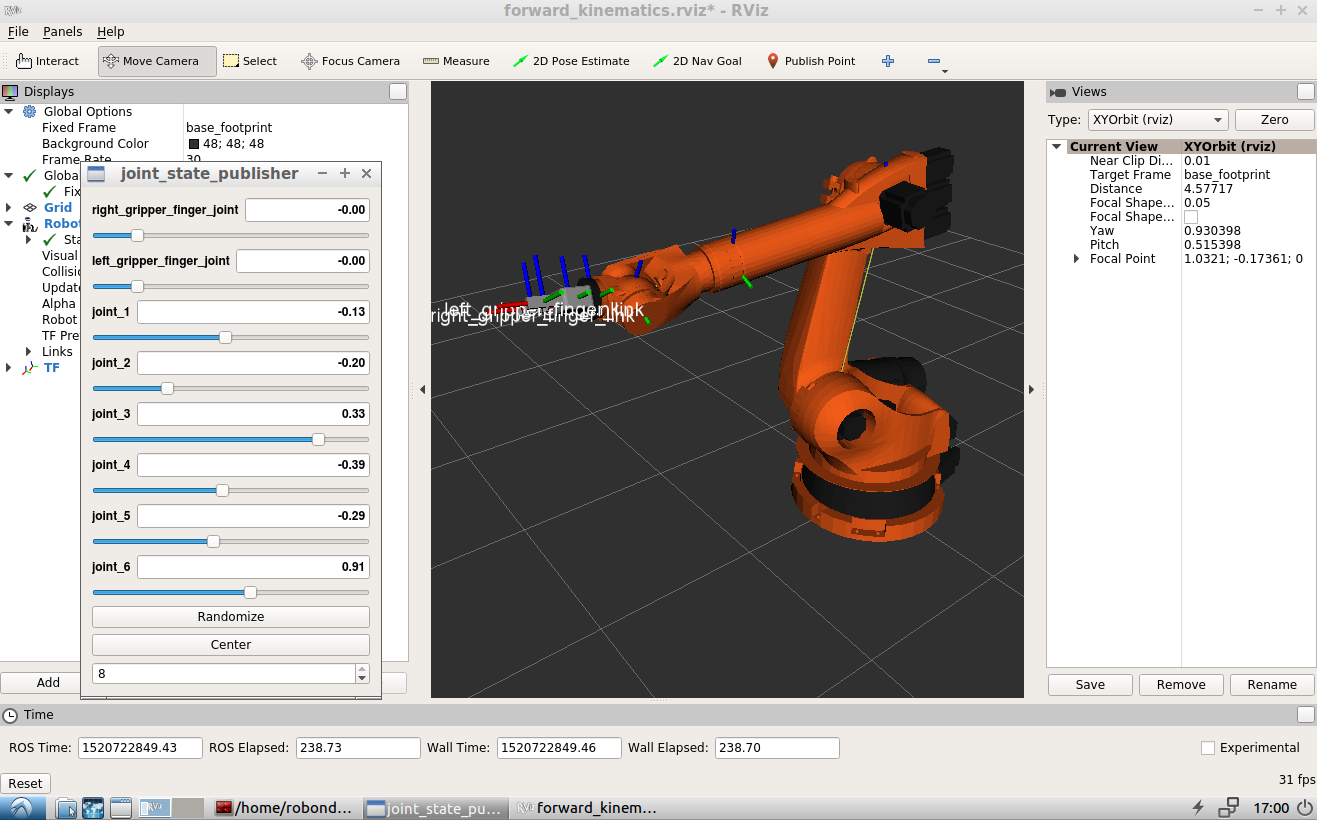 forward_kinematics.rviz* - RViz
File Panels Help
Interact Move Camera Select Focus Camera Measure 2D Pose Estimate 2D Nav Goal Publish Point
Displays
Global Options
Fixed Frame base_footprint
Background Color 48; 48; 48
Frame Rate 30
Globa
Fix
Grid
Robot
Sta
Visual
Collisio
Update
Alpha
Robot
TF Pre
Links
TF
Add
joint_state_publisher
right_gripper_finger_joint -0.00
left_gripper_finger_joint -0.00
joint_1 -0.13
joint_2 -0.20
joint_3 0.33
joint_4 -0.39
joint_5 -0.29
joint_6 0.91
Randomize
Center
8
left_gripper_finger_link
right_gripper_finger_link
Views
Type: XYOrbit (rviz) Zero
Current View XYOrbit (rviz)
Near Clip Di... 0.01
Target Frame base_footprint
Distance 4.57717
Focal Shape... 0.05
Focal Shape...
Yaw 0.930398
Pitch 0.515398
Focal Point 1.0321; -0.17361; 0
Save Remove Rename
Time
ROS Time: 1520722849.43 ROS Elapsed: 238.73 Wall Time: 1520722849.46 Wall Elapsed: 238.70 Experimental
Reset 31 fps
/home/robond... joint_state_pu... forward_kinem... 17:00